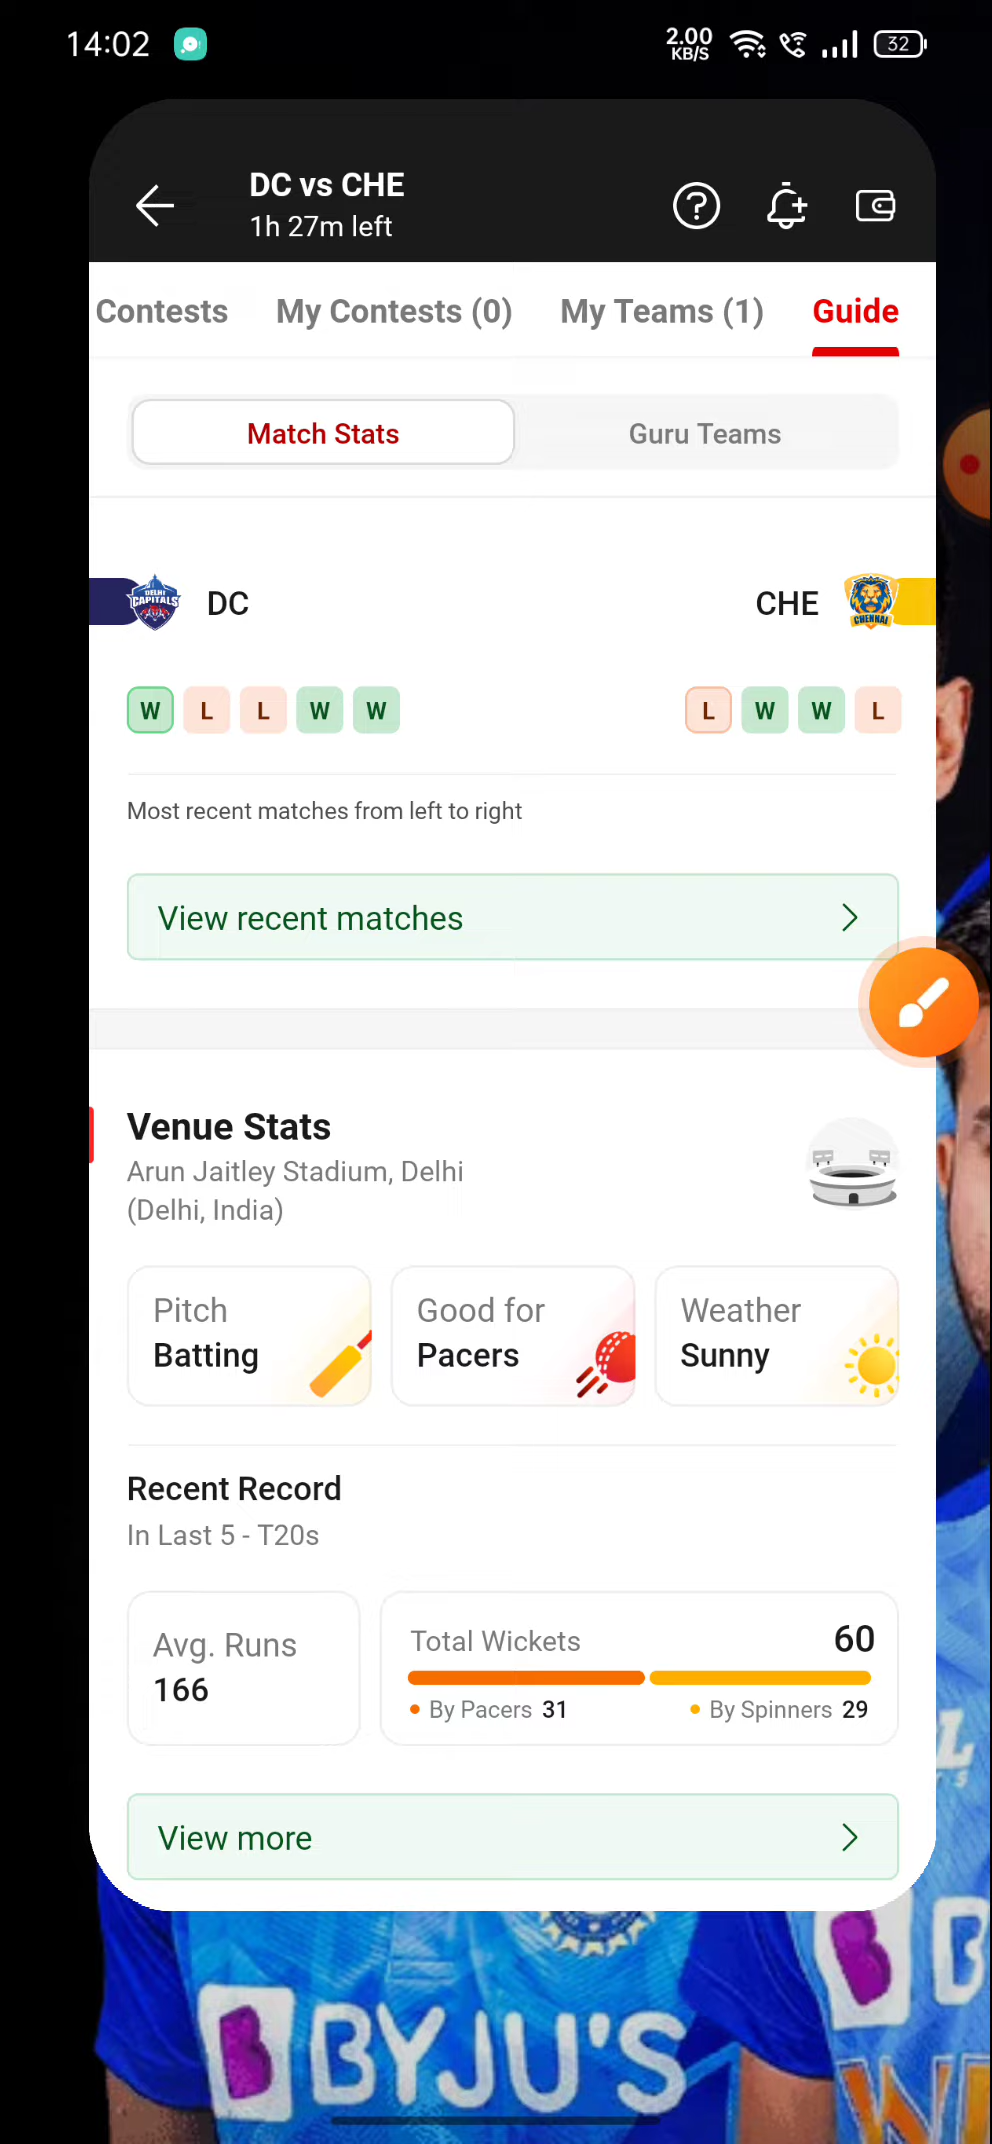 14:02
2.00
KB/S
32
DC vs CHE
1h 27m left
Contests
My Contests (0)
My Teams (1)
Guide
Match Stats
Guru Teams
DELHI
CAPITALS
DC
CHE
CHENNAI
W L L W W
L W W L
Most recent matches from left to right
View recent matches
Venue Stats
Arun Jaitley Stadium, Delhi
(Delhi, India)
Pitch
Batting
Good for
Pacers
Weather
Sunny
Recent Record
In Last 5 - T20s
Avg. Runs
166
Total Wickets
60
By Pacers 31
By Spinners 29
View more
BYJU'S